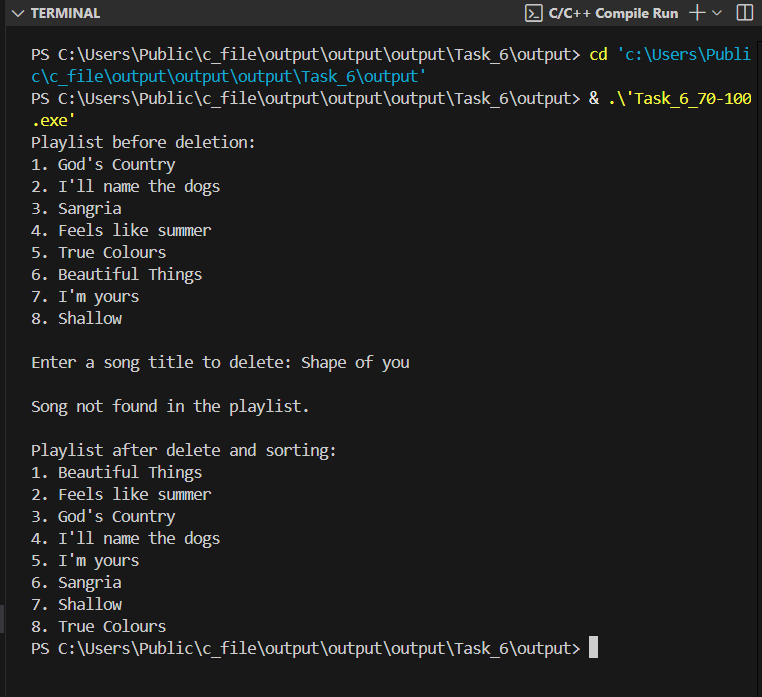 TERMINAL
C/C++ Compile Run
PS C:\Users\Public\c_file\output\output\output\Task_6\output> cd 'c:\Users\Publi
c\c_file\output\output\output\Task_6\output'
PS C:\Users\Public\c_file\output\output\output\Task_6\output> & .\'Task_6_70-100
.exe'
Playlist before deletion:
1. God's Country
2. I'll name the dogs
3. Sangria
4. Feels like summer
5. True Colours
6. Beautiful Things
7. I'm yours
8. Shallow
Enter a song title to delete: Shape of you
Song not found in the playlist.
Playlist after delete and sorting:
1. Beautiful Things
2. Feels like summer
3. God's Country
4. I'll name the dogs
5. I'm yours
6. Sangria
7. Shallow
8. True Colours
PS C:\Users\Public\c_file\output\output\output\Task_6\output>